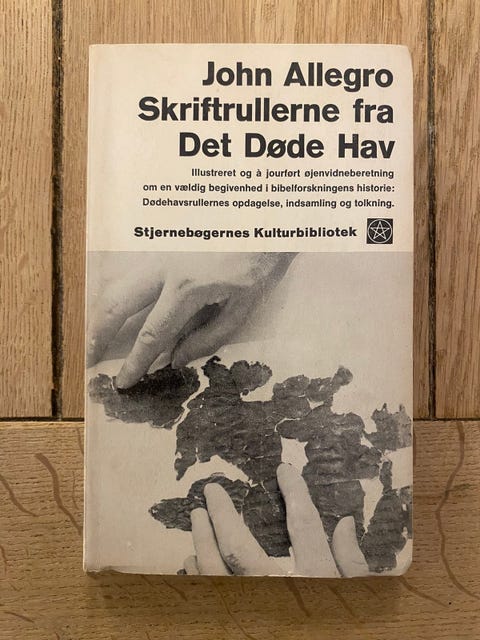 John Allegro
Skriftrullerne fra
Det Døde Hav
Illustreret og à jourført øjenvidneberetning
om en vældig begivenhed i bibelforskningens historie:
Dødehavsrullernes opdagelse, indsamling og tolkning.
Stjernebøgernes Kulturbibliotek